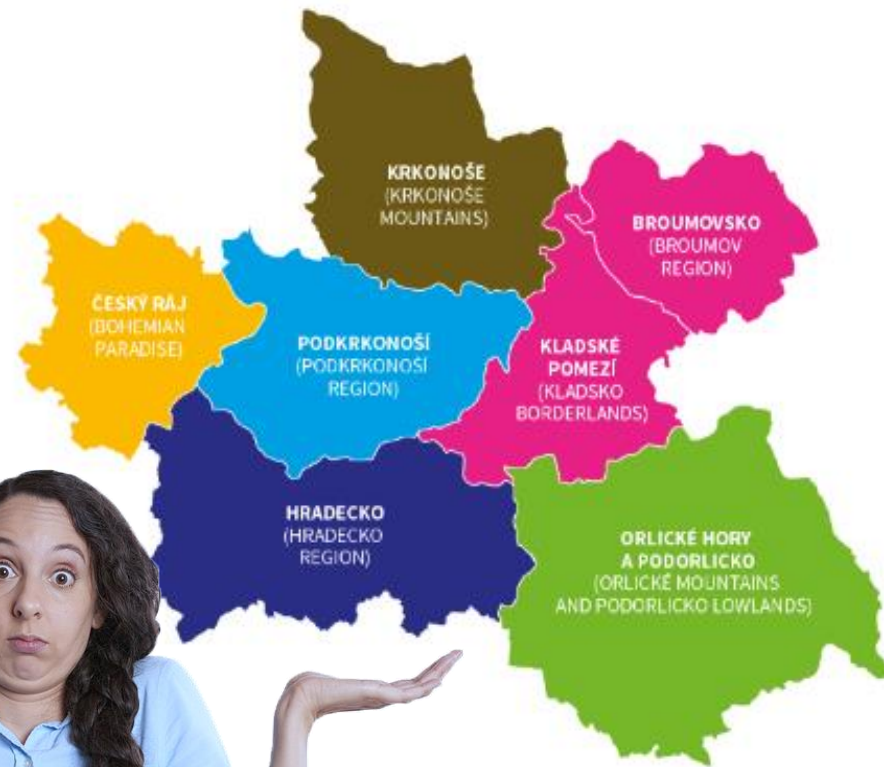 KRKONOŠE
(KRKONOŠE
MOUNTAINS)
BROUMOVSKO
(BROUMOV
REGION)
ČESKÝ RÁJ
(BOHEMIAN
PARADISE)
PODKRKONOŠÍ
(PODKRKONOŠÍ
REGION)
KLADSKÉ
POMEZÍ
(KLADSKO
BORDERLANDS)
HRADECKO
(HRADECKO
REGION)
ORLICKÉ HORY
A PODORLICKO
(ORLICKÉ MOUNTAINS
AND PODORLICKO LOWLANDS)